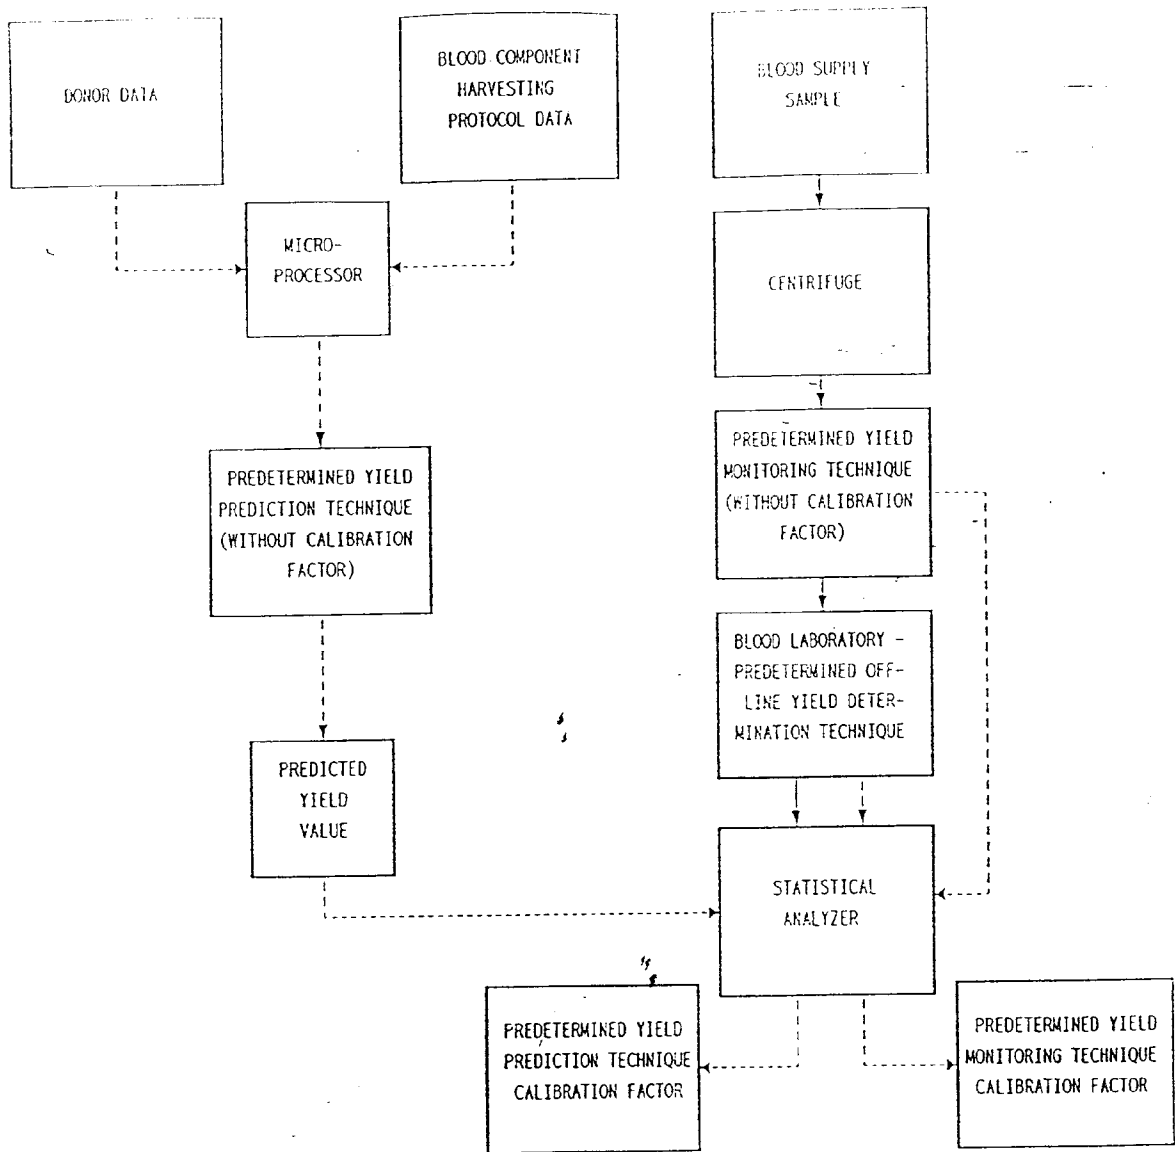 DONOR DATA
BLOOD COMPONENT
HARVESTING
PROTOCOL DATA
BLOOD SUPPLY
SAMPLE
MICRO-
PROCESSOR
CENTRIFUGE
PREDETERMINED YIELD
PREDICTION TECHNIQUE
(WITHOUT CALIBRATION
FACTOR)
PREDETERMINED YIELD
MONITORING TECHNIQUE
(WITHOUT CALIBRATION
FACTOR)
BLOOD LABORATORY -
PREDETERMINED OFF-
LINE YIELD DETER-
MINATION TECHNIQUE
PREDICTED
YIELD
VALUE
STATISTICAL
ANALYZER
PREDETERMINED YIELD
PREDICTION TECHNIQUE
CALIBRATION FACTOR
PREDETERMINED YIELD
MONITORING TECHNIQUE
CALIBRATION FACTOR